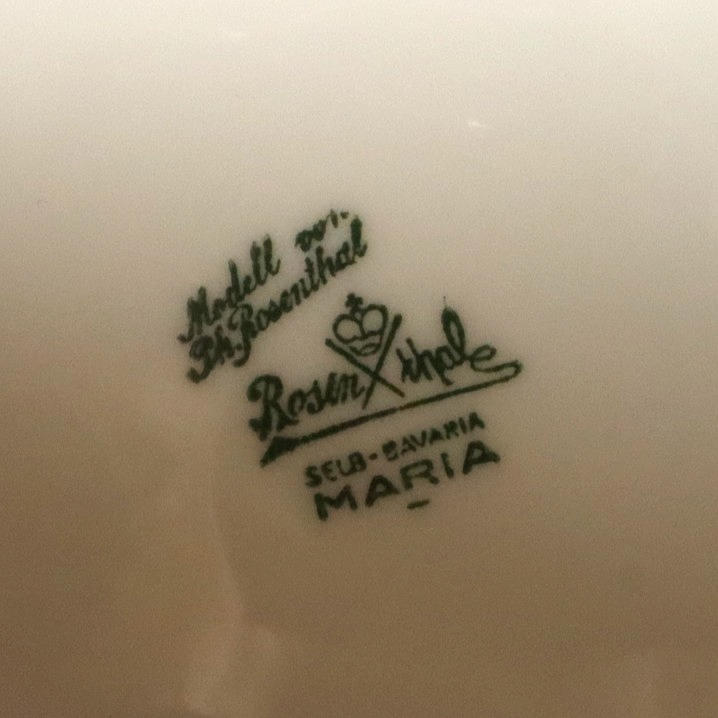 Modell von
Ph. Rosenthal
Rosenthal
SELB-BAVARIA
MARIA